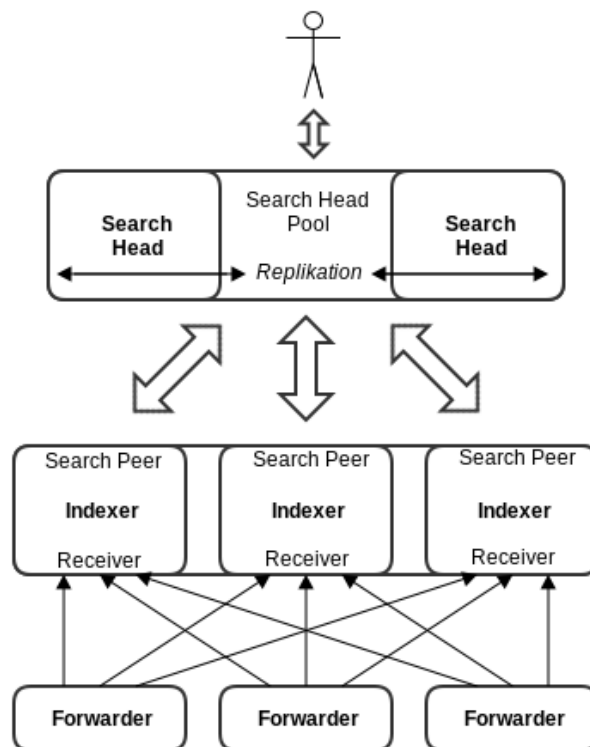 Search Head
Pool
Search
Head
Search
Head
Replikation
Search Peer
Search Peer
Search Peer
Indexer
Indexer
Indexer
Receiver
Receiver
Receiver
Forwarder
Forwarder
Forwarder